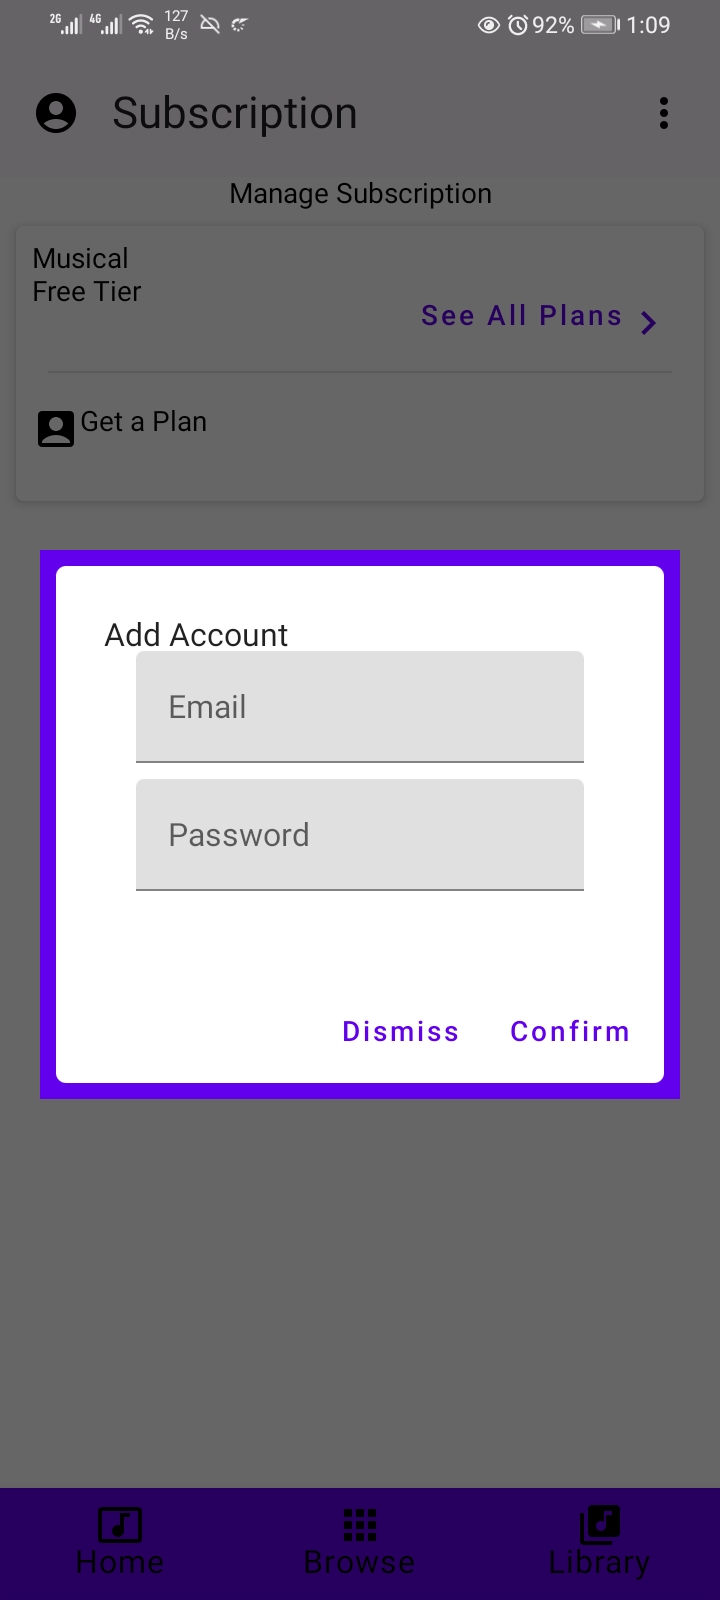 2G 4G 127 B/s 92% 1:09
Subscription
Manage Subscription
Musical
Free Tier
See All Plans
Get a Plan
Add Account
Email
Password
Dismiss Confirm
Home Browse Library